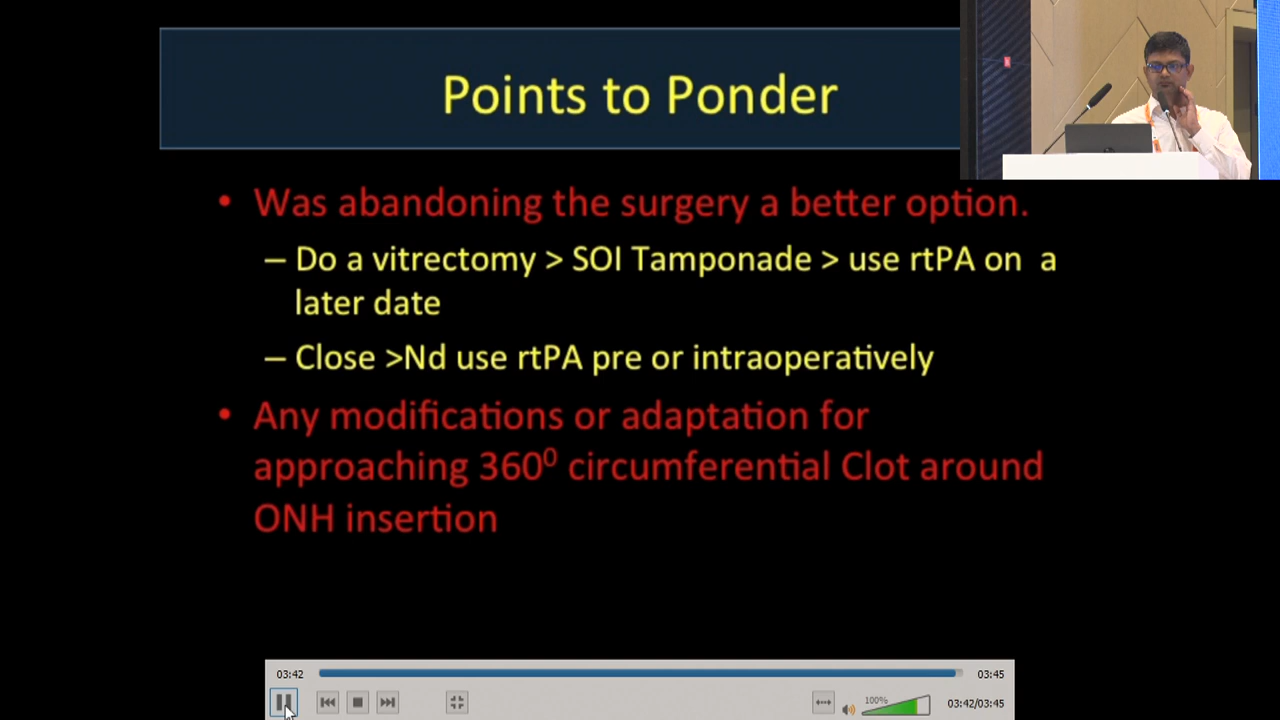 Points to Ponder
• Was abandoning the surgery a better option.
– Do a vitrectomy > SOI Tamponade > use rtPA on a
later date
– Close >Nd use rtPA pre or intraoperatively
• Any modifications or adaptation for
approaching 360⁰ circumferential Clot around
ONH insertion
03:42
03:45
100%
03:42/03:45